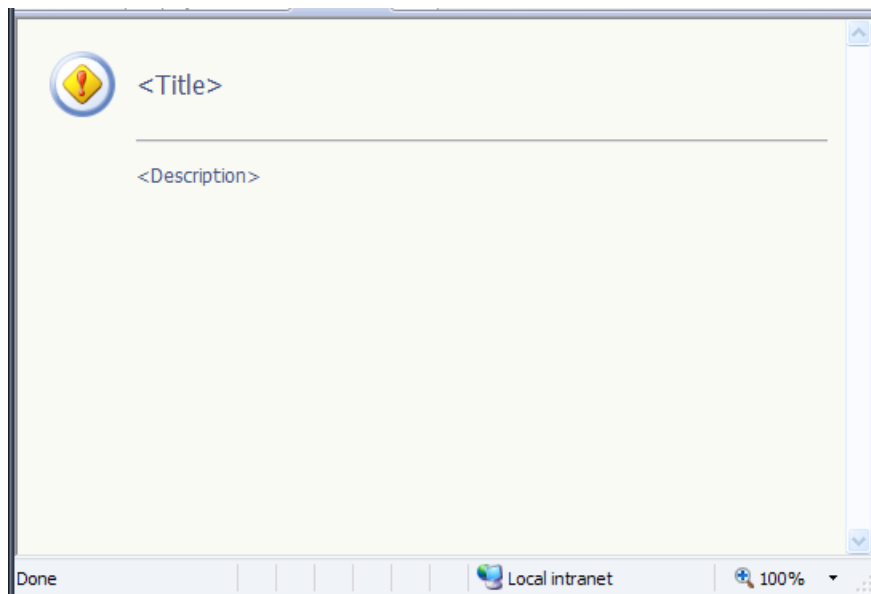 <Title>
<Description>
Done
Local intranet
100%